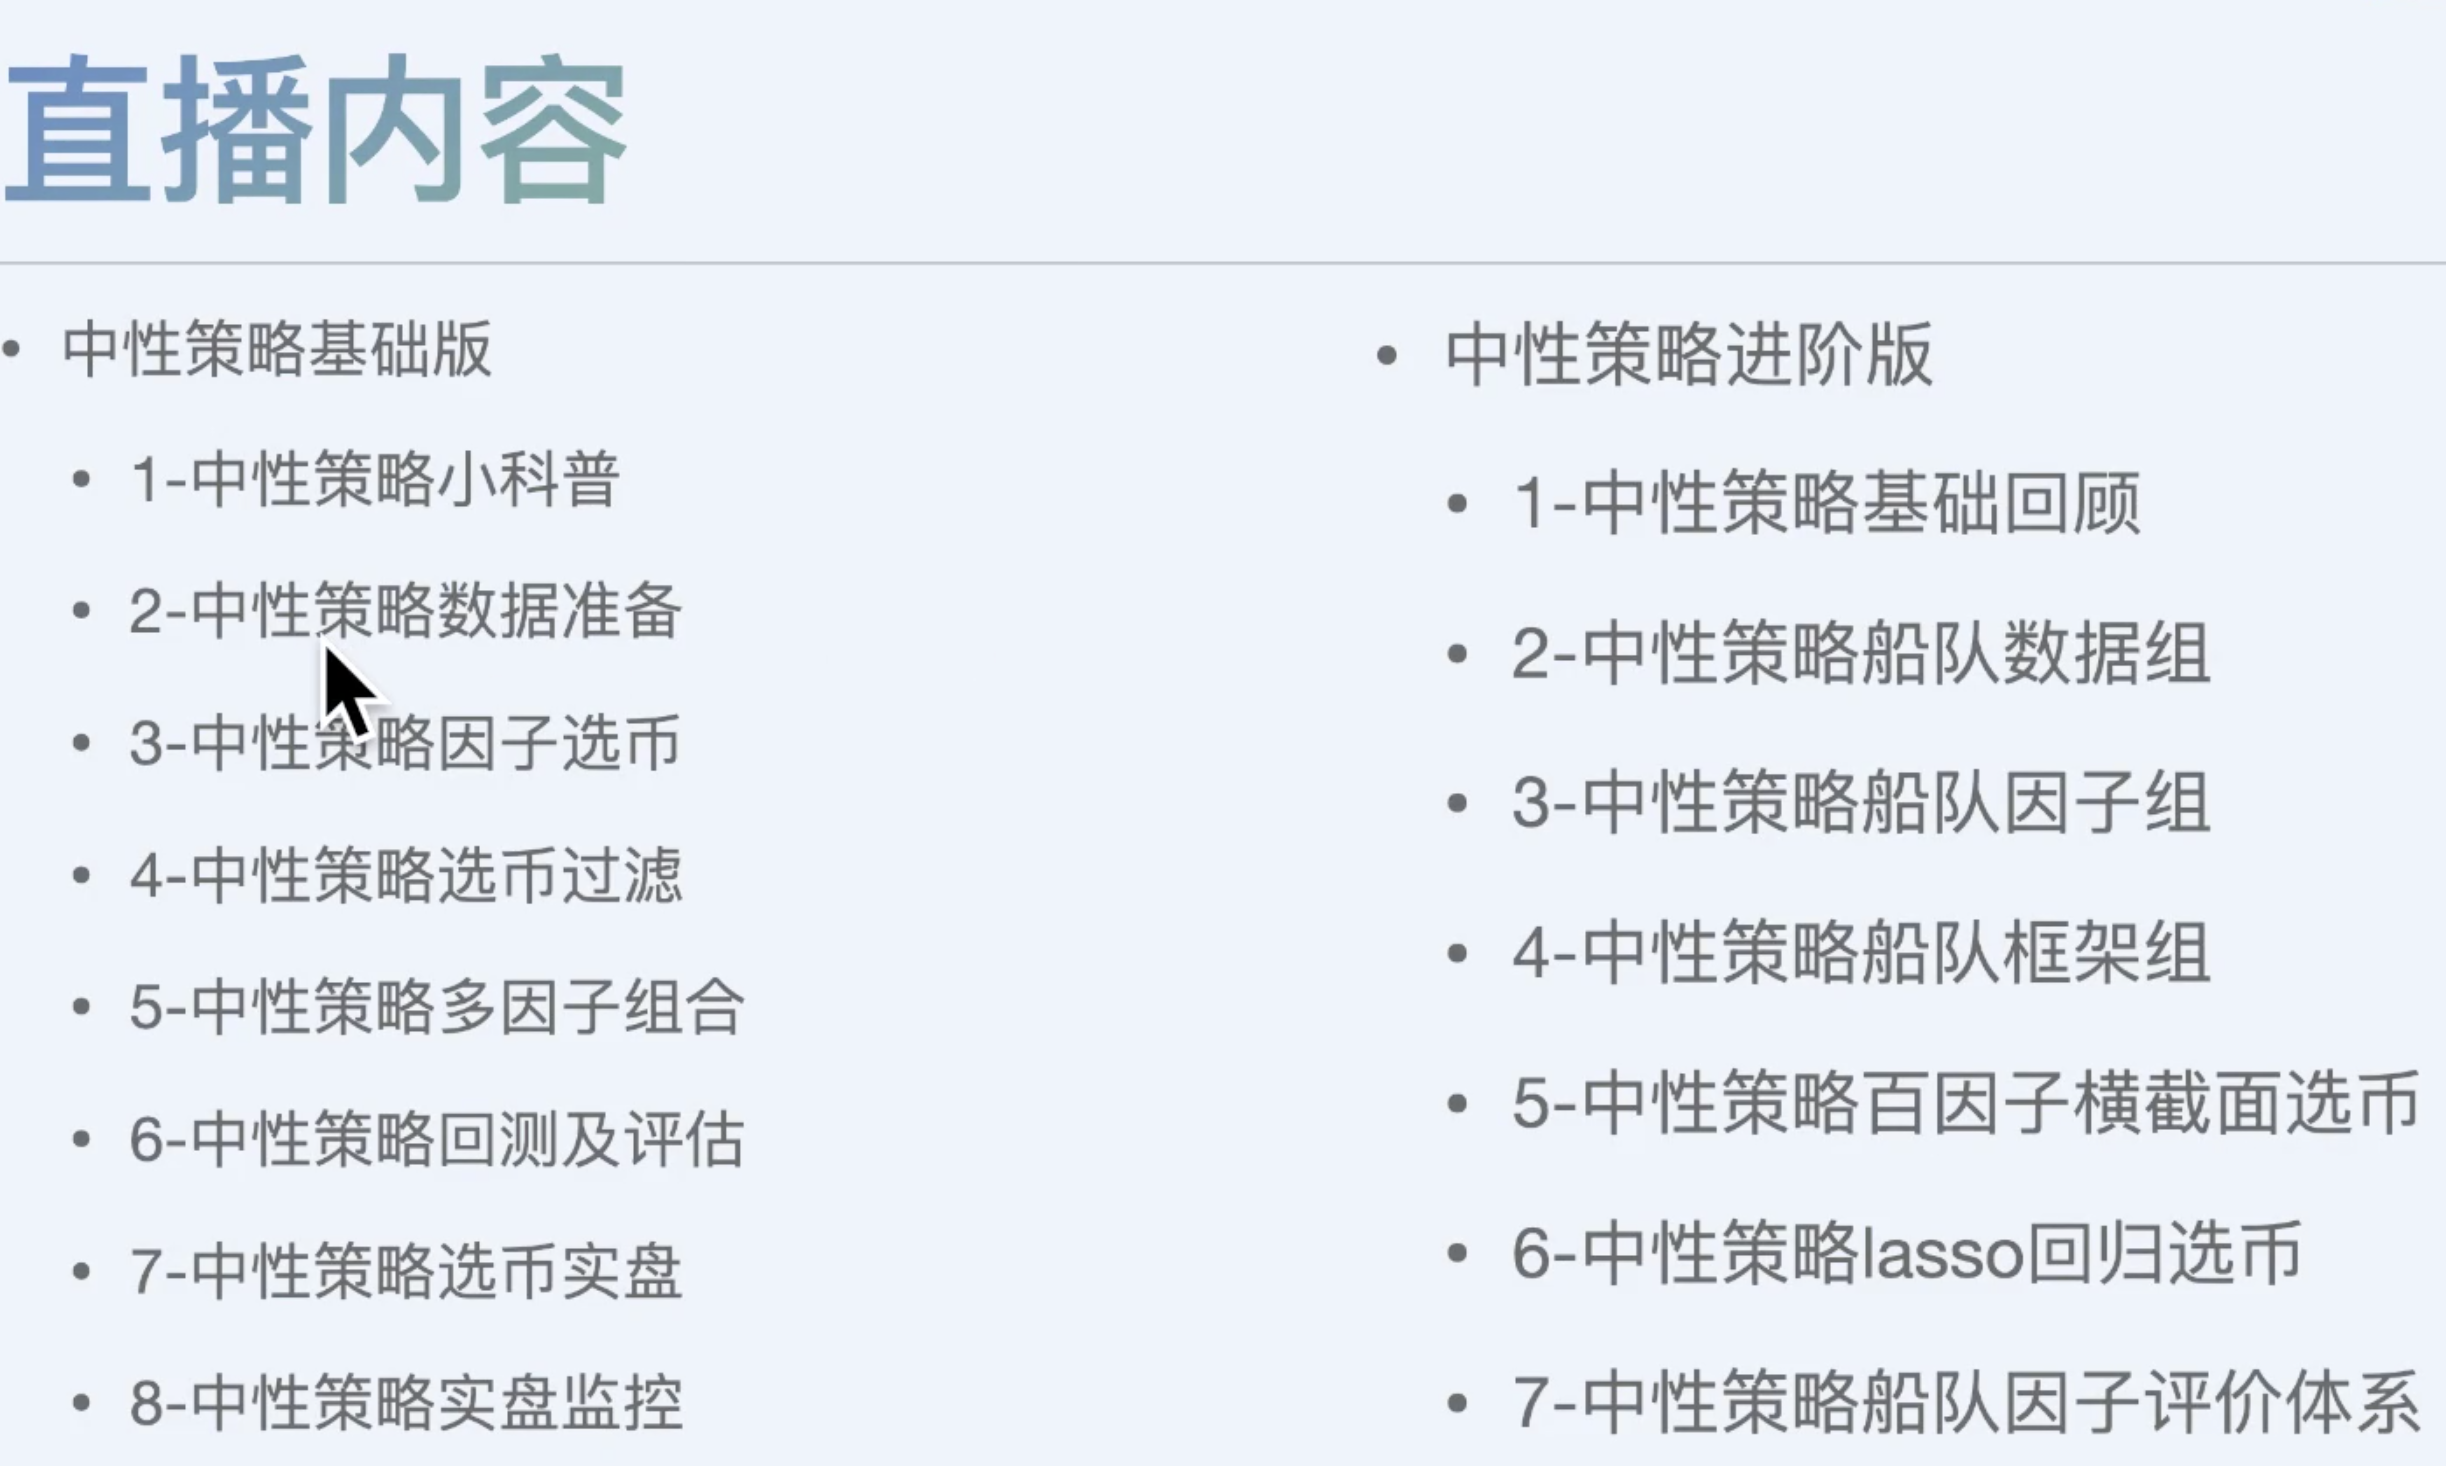 直播内容
中性策略基础版
1-中性策略小科普
2-中性策略数据准备
3-中性策略因子选币
4-中性策略选币过滤
5-中性策略多因子组合
6-中性策略回测及评估
7-中性策略选币实盘
8-中性策略实盘监控
中性策略进阶版
1-中性策略基础回顾
2-中性策略船队数据组
3-中性策略船队因子组
4-中性策略船队框架组
5-中性策略百因子横截面选币
6-中性策略lasso回归选币
7-中性策略船队因子评价体系